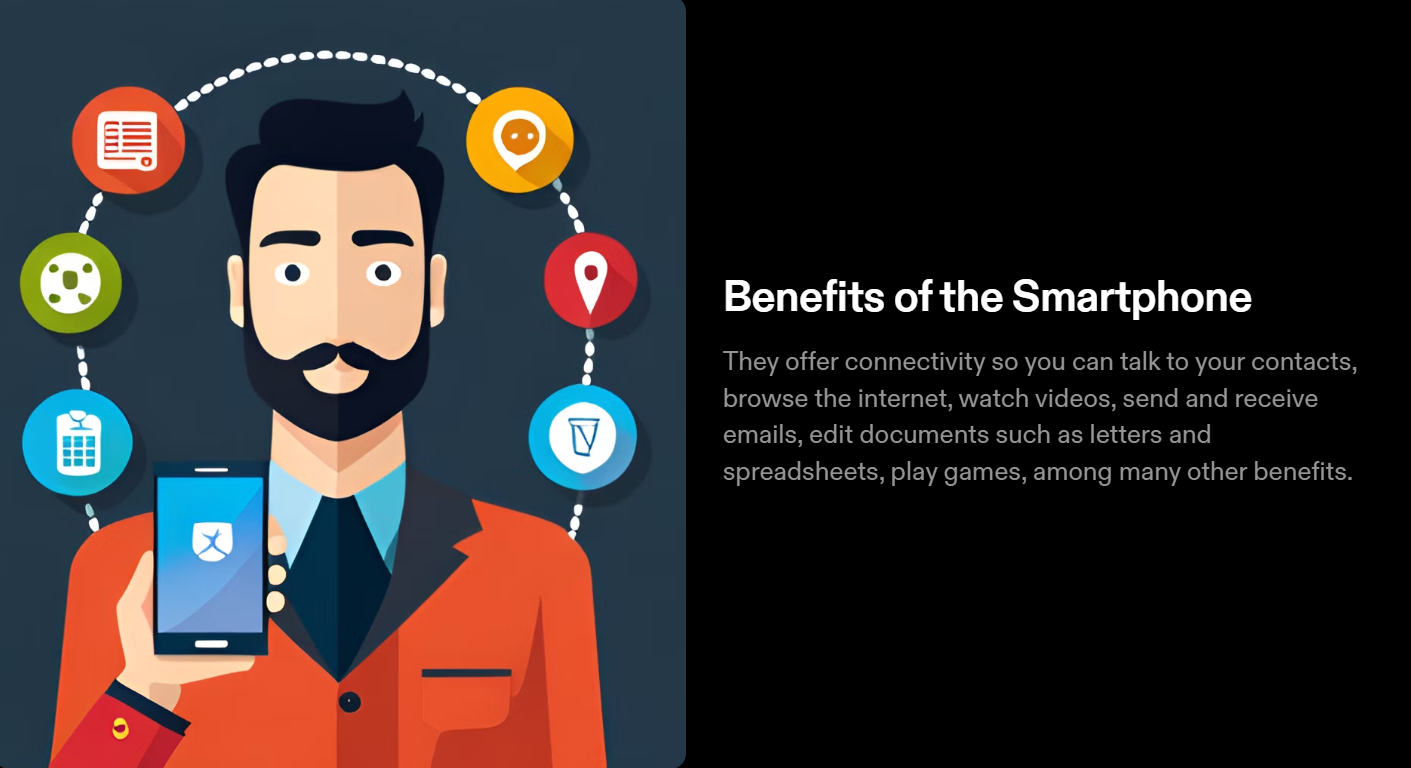 Benefits of the Smartphone
They offer connectivity so you can talk to your contacts,
browse the internet, watch videos, send and receive
emails, edit documents such as letters and
spreadsheets, play games, among many other benefits.